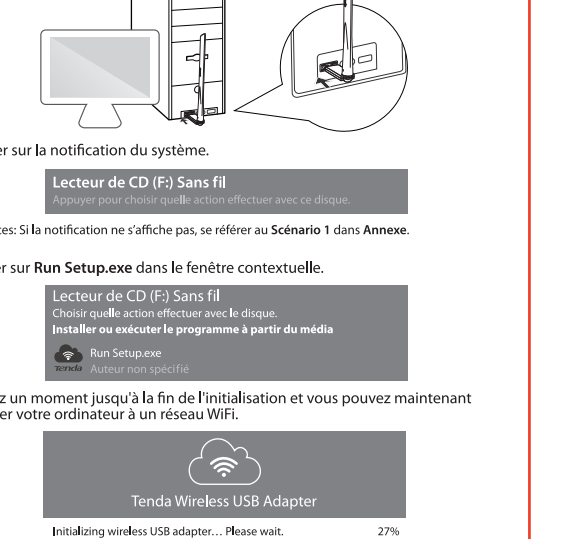 er sur la notification du système.
Lecteur de CD (F:) Sans fil
Appuyer pour choisir quelle action effectuer avec ce disque.
ces: Si la notification ne s'affiche pas, se référer au Scénario 1 dans Annexe.
er sur Run Setup.exe dans le fenêtre contextuelle.
Lecteur de CD (F:) Sans fil
Choisir quelle action effectuer avec le disque.
Installer ou exécuter le programme à partir du média
Run Setup.exe
Tenda Auteur non spécifié
z un moment jusqu'à la fin de l'initialisation et vous pouvez maintenant
er votre ordinateur à un réseau WiFi.
Tenda Wireless USB Adapter
Initializing wireless USB adapter… Please wait. 27%